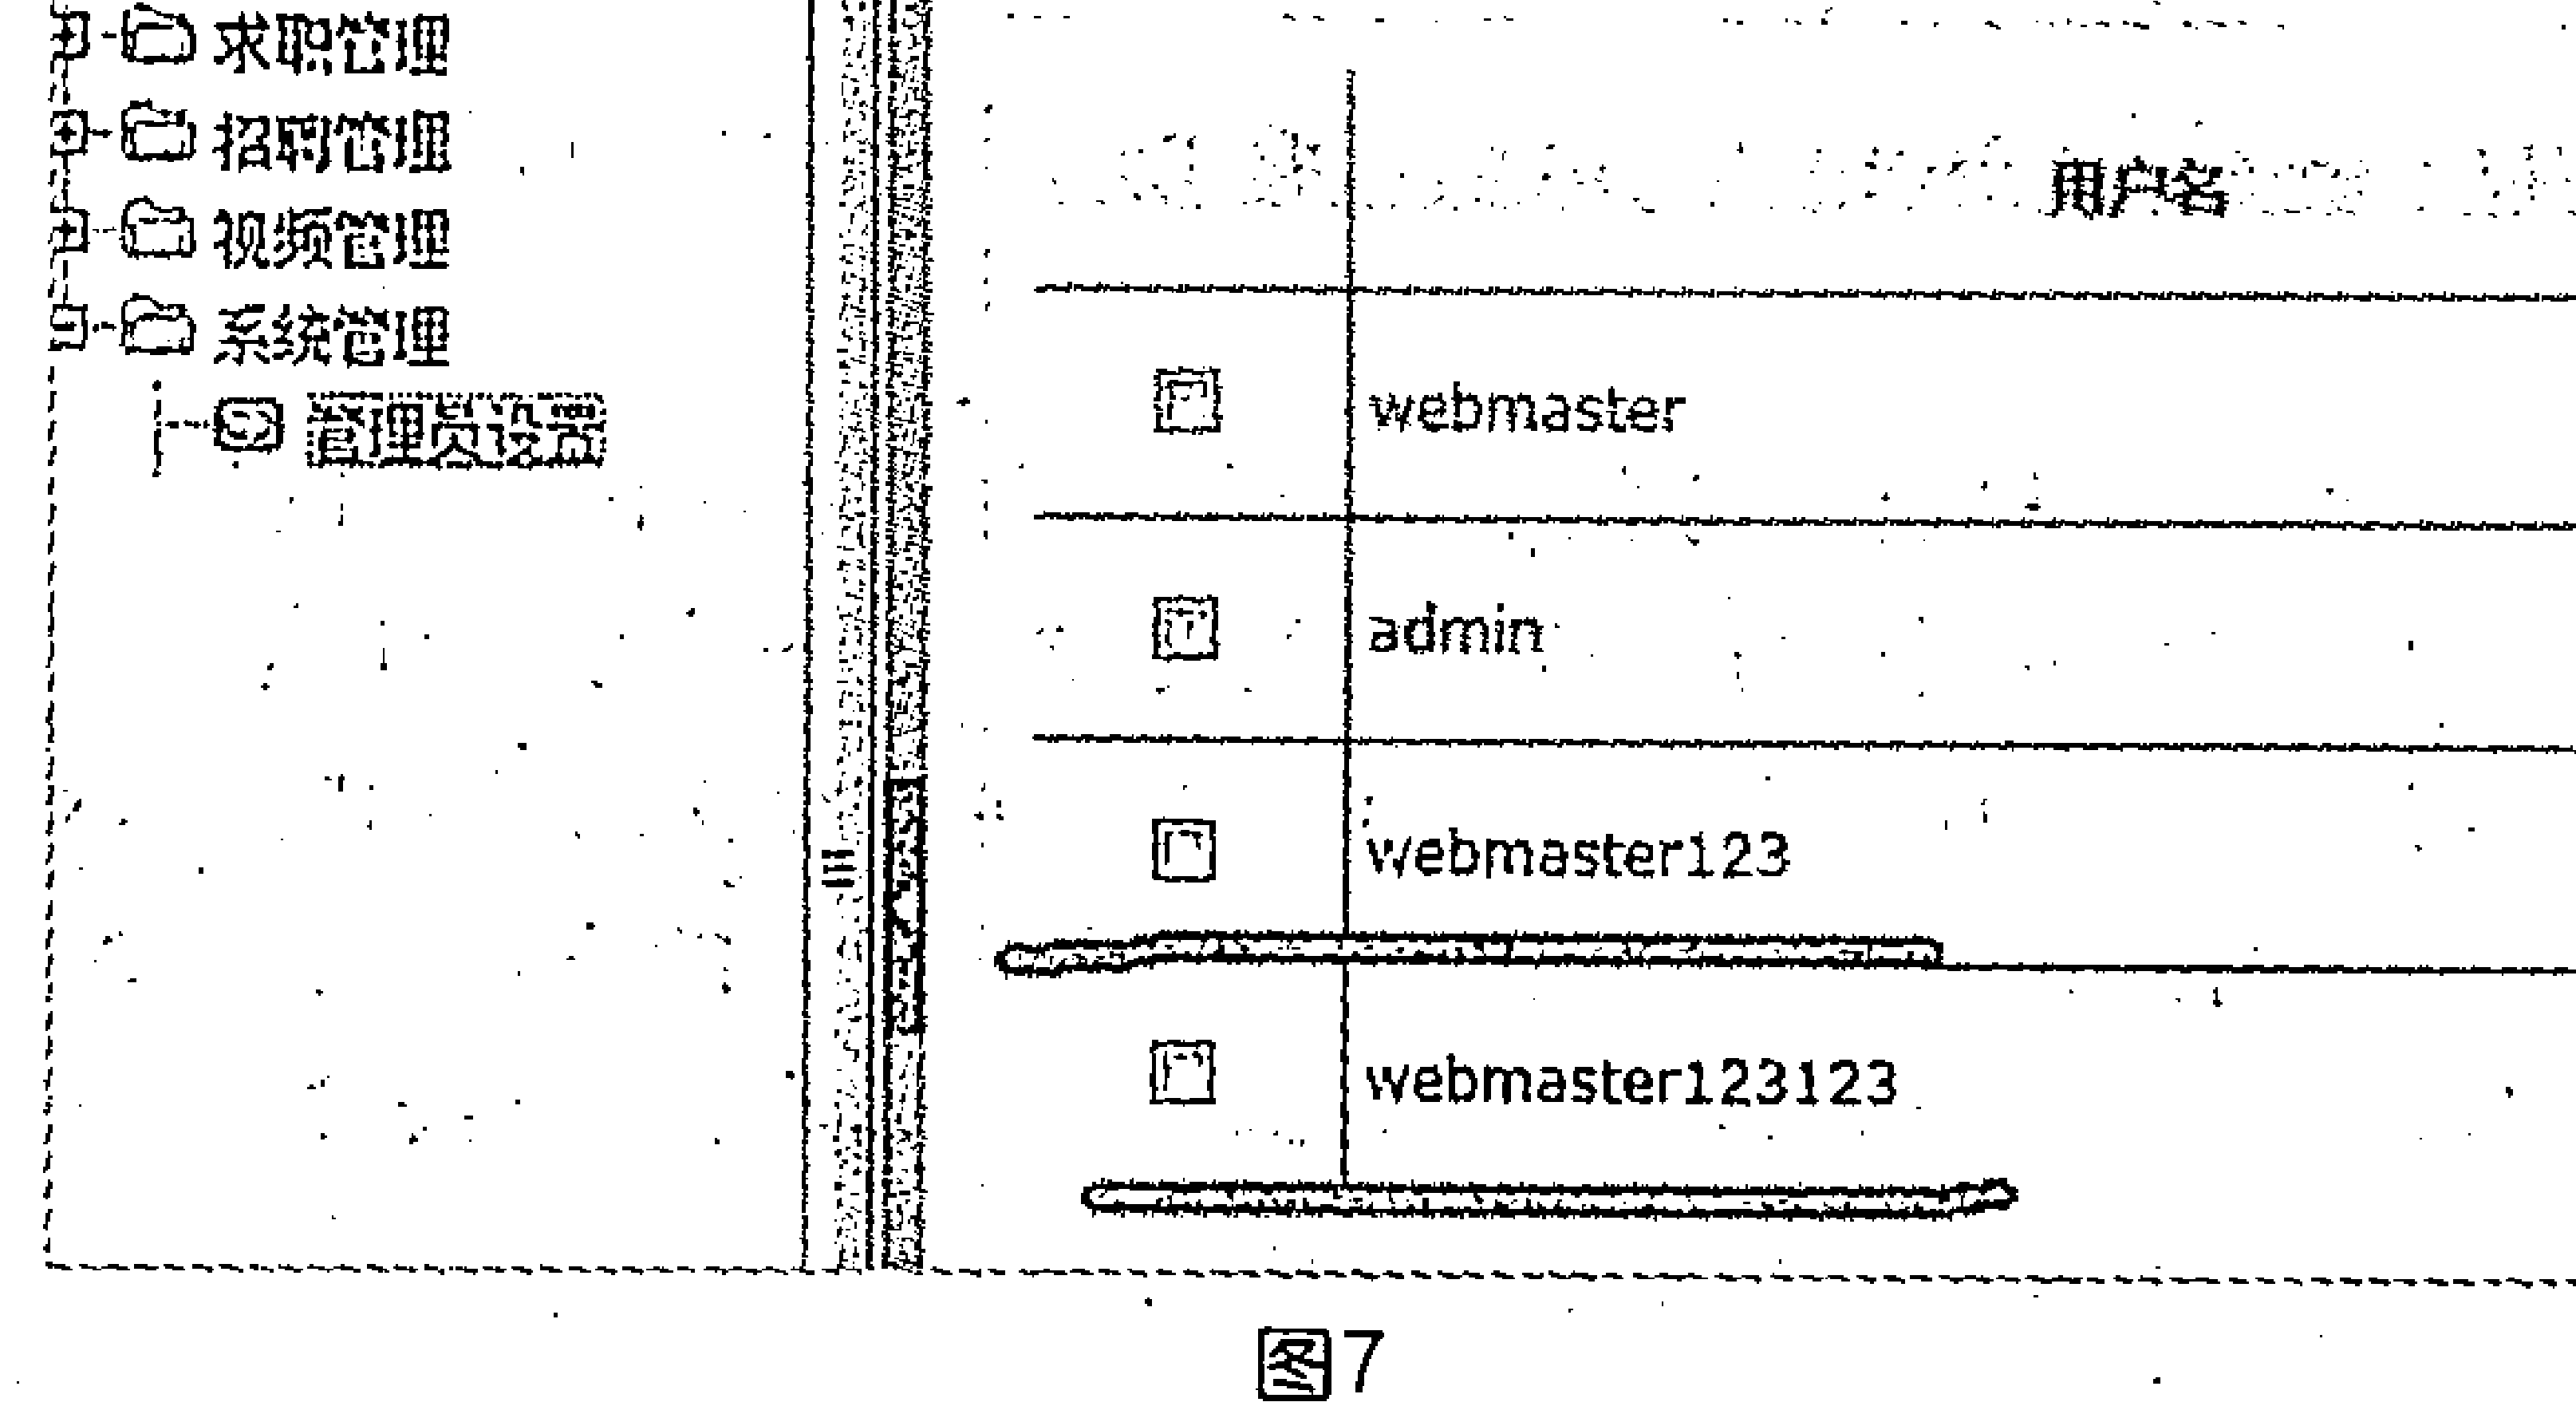 求职管理
招聘管理
视频管理
系统管理
管理员设置
用户名
webmaster
admin
webmaster123
webmaster123123
图7